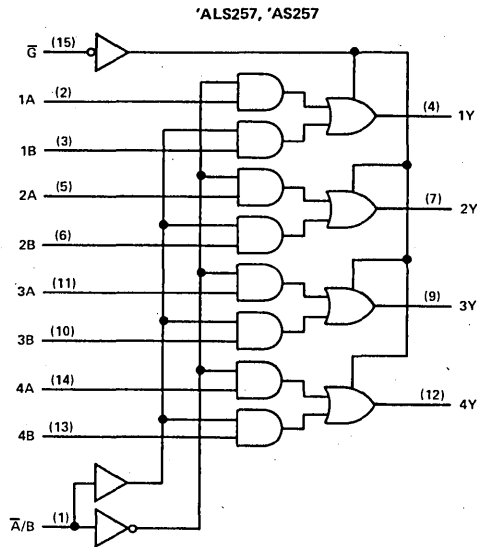 'ALS257, 'AS257
G̅ (15)
1A (2)
(4) 1Y
1B (3)
2A (5)
(7) 2Y
2B (6)
3A (11)
(9) 3Y
3B (10)
4A (14)
(12) 4Y
4B (13)
A̅/B (1)